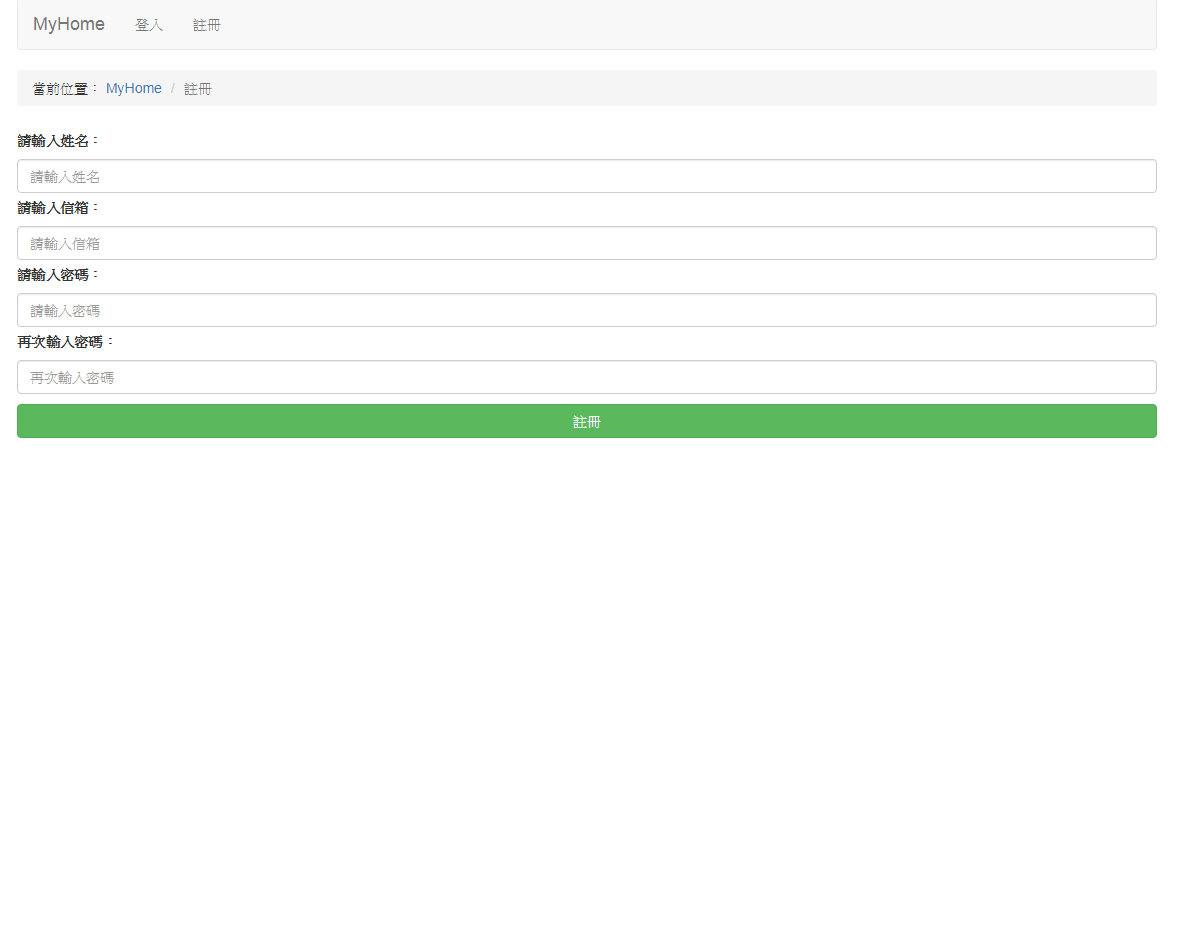 MyHome 登入 註冊
當前位置： MyHome / 註冊
請輸入姓名：
請輸入姓名
請輸入信箱：
請輸入信箱
請輸入密碼：
請輸入密碼
再次輸入密碼：
再次輸入密碼
註冊